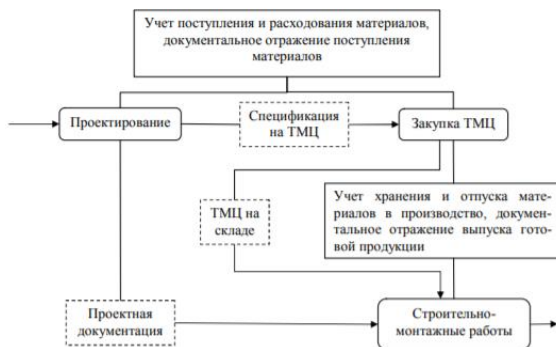 Учет поступления и расходования материалов,
документальное отражение поступления
материалов
Проектирование
Спецификация
на ТМЦ
Закупка ТМЦ
ТМЦ на
складе
Учет хранения и отпуска мате-
риалов в производство, докумен-
тальное отражение выпуска гото-
вой продукции
Проектная
документация
Строительно-
монтажные работы